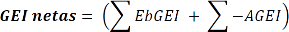 GEI netas = (∑ EbGEI + ∑ −AGEI)